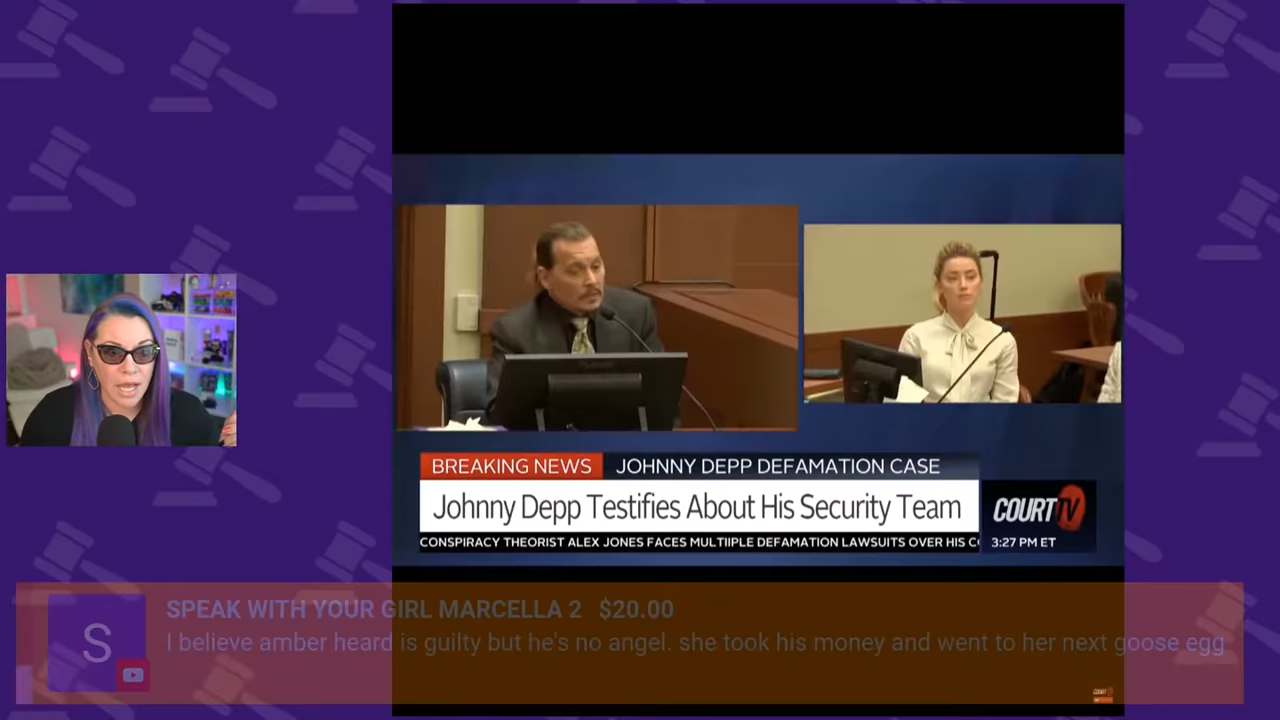 BREAKING NEWS JOHNNY DEPP DEFAMATION CASE
Johnny Depp Testifies About His Security Team
COURT TV
CONSPIRACY THEORIST ALEX JONES FACES MULTIIPLE DEFAMATION LAWSUITS OVER HIS
3:27 PM ET
S
SPEAK WITH YOUR GIRL MARCELLA 2 $20.00
I believe amber heard is guilty but he's no angel. she took his money and went to her next goose egg